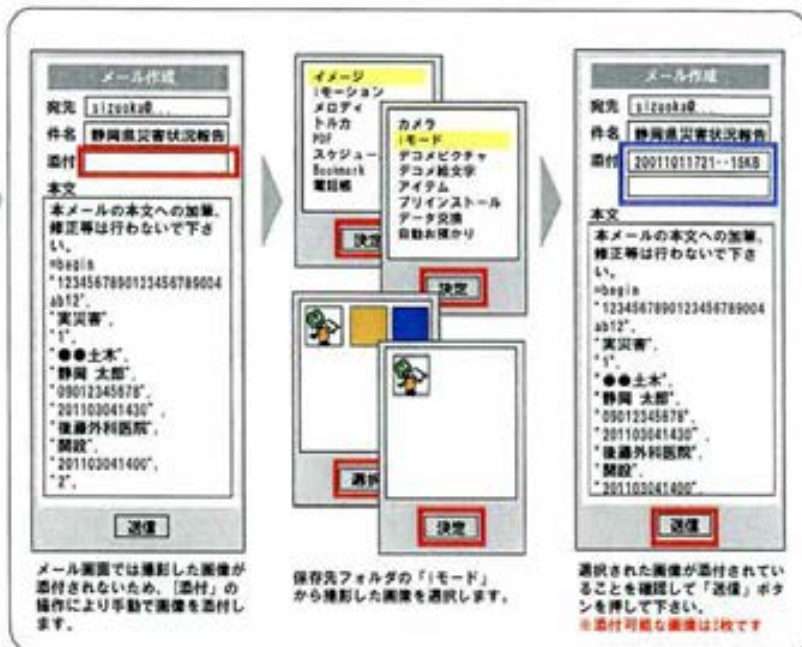 メール作成
宛先 sizuoka@...
件名 静岡県災害状況報告
添付
本文
本メールの本文への加筆、
修正等は行わないで下さ
い。
=begin
"1234567890123456789004
ab12",
"実災害",
"1",
"●●土木",
"静岡 太郎",
"09012345678",
"201103041430",
"後藤外科医院",
"開設",
"201103041400",
"2",
送信
メール画面では撮影した画像が
添付されないため、[添付]の
操作により手動で画像を添付し
ます。
イメージ
iモーション
メロディ
トルカ
PDF
スケジュー
Bookmark
電話帳
決定
カメラ
iモード
デコメピクチャ
デコメ絵文字
アイテム
プリインストール
データ交換
自動お預かり
決定
選択
決定
保存先フォルダの「iモード」
から撮影した画像を選択します。
メール作成
宛先 sizuoka@...
件名 静岡県災害状況報告
添付 20011011721--15KB
本文
本メールの本文への加筆、
修正等は行わないで下さ
い。
=begin
"1234567890123456789004
ab12",
"実災害",
"1",
"●●土木",
"静岡 太郎",
"09012345678",
"201103041430",
"後藤外科医院",
"開設",
"201103041400",
送信
選択された画像が添付されてい
ることを確認して「送信」ボタ
ンを押して下さい。
※添付可能な画像は2枚です